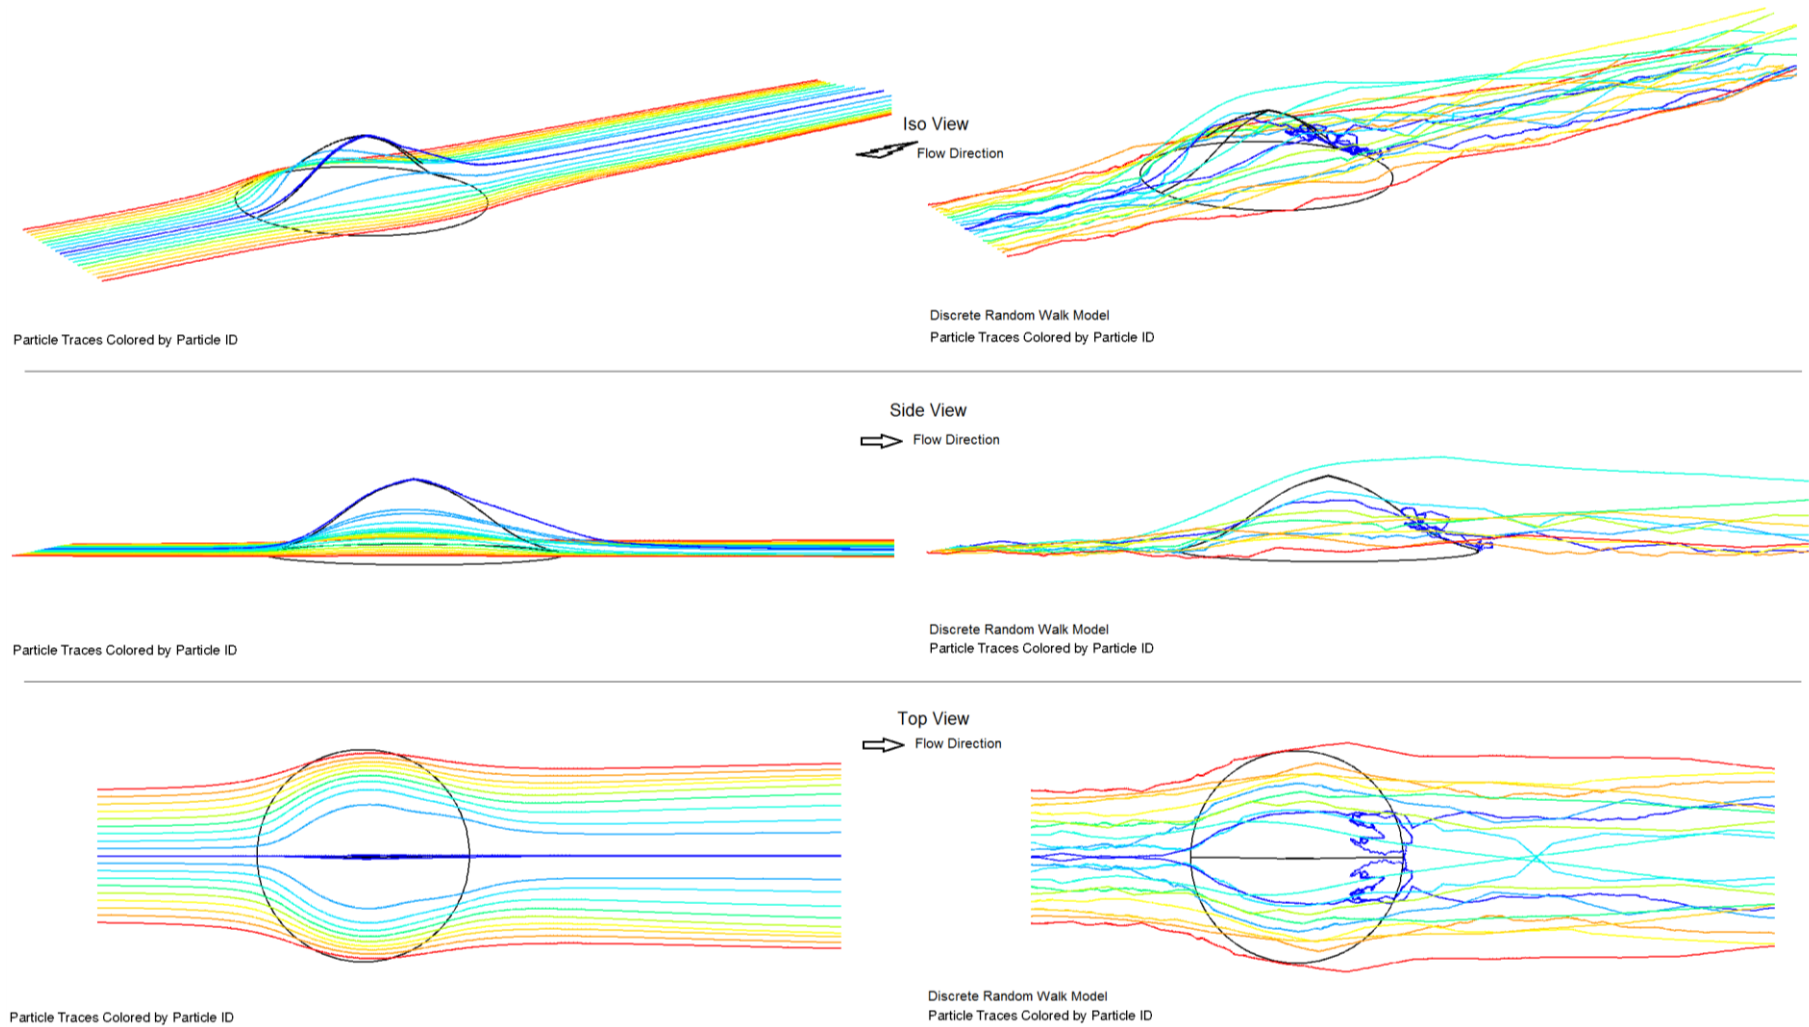 Iso View
Flow Direction
Discrete Random Walk Model
Particle Traces Colored by Particle ID
Particle Traces Colored by Particle ID
Side View
Flow Direction
Discrete Random Walk Model
Particle Traces Colored by Particle ID
Particle Traces Colored by Particle ID
Top View
Flow Direction
Discrete Random Walk Model
Particle Traces Colored by Particle ID
Particle Traces Colored by Particle ID